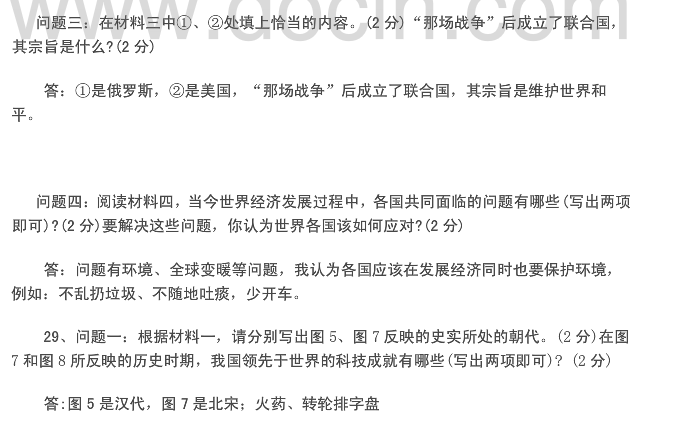 www.docin.com
问题三：在材料三中①、②处填上恰当的内容。(2 分)“那场战争”后成立了联合国，
其宗旨是什么?(2 分)
答：①是俄罗斯，②是美国，“那场战争”后成立了联合国，其宗旨是维护世界和
平。
问题四：阅读材料四，当今世界经济发展过程中，各国共同面临的问题有哪些(写出两项
即可)?(2 分)要解决这些问题，你认为世界各国该如何应对?(2 分)
答：问题有环境、全球变暖等问题，我认为各国应该在发展经济同时也要保护环境，
例如：不乱扔垃圾、不随地吐痰，少开车。
29、问题一：根据材料一，请分别写出图 5、图 7 反映的史实所处的朝代。(2 分)在图
7 和图 8 所反映的历史时期，我国领先于世界的科技成就有哪些(写出两项即可)? (2 分)
答:图 5 是汉代，图 7 是北宋；火药、转轮排字盘